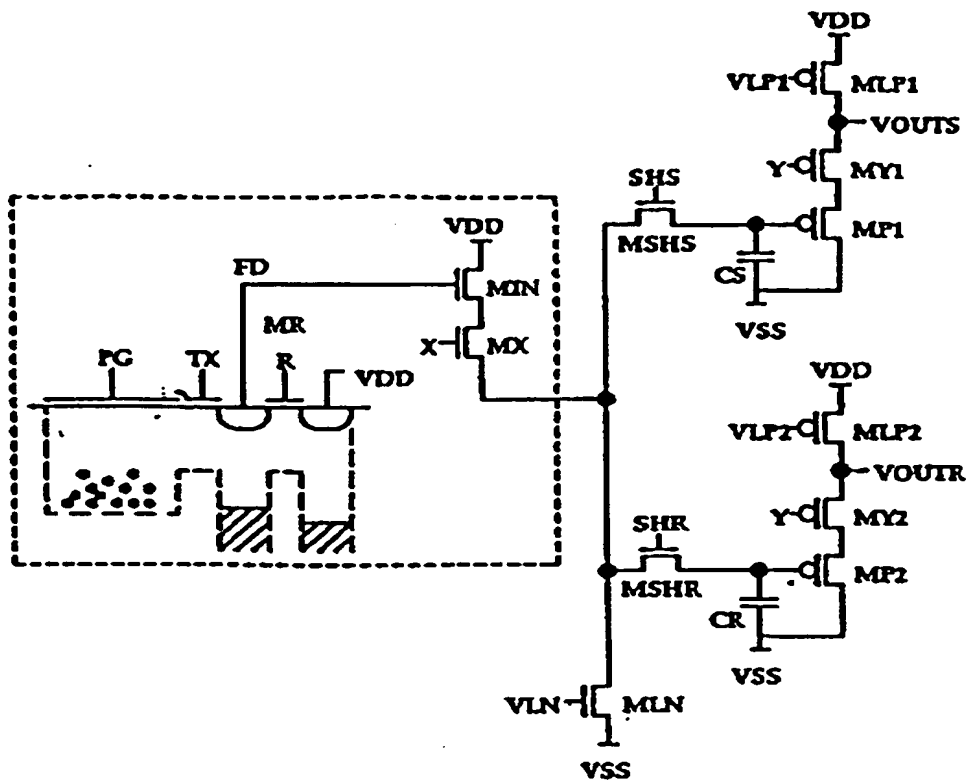 VDD
VLP1
MLP1
VOUTS
Y
MY1
SHS
MSHS
MP1
CS
VSS
VDD
FD
MIN
MR
X
MX
PG
TX
R
VDD
VDD
VLP2
MLP2
VOUTR
Y
MY2
SHR
MSHR
MP2
CR
VSS
VLN
MLN
VSS